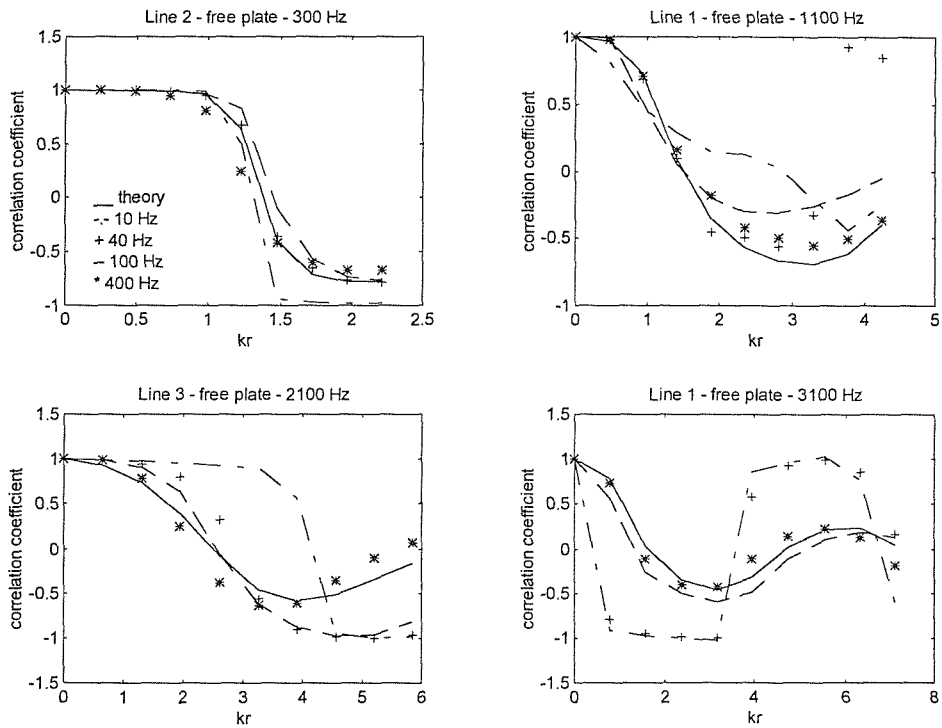 Line 2 - free plate - 300 Hz
1.5
1
0.5
0
-0.5
-1
correlation coefficient
theory
10 Hz
40 Hz
100 Hz
400 Hz
0 0.5 1 1.5 2 2.5
kr
Line 1 - free plate - 1100 Hz
1
0.5
0
-0.5
-1
correlation coefficient
0 1 2 3 4 5
kr
Line 3 - free plate - 2100 Hz
1.5
1
0.5
0
-0.5
-1
-1.5
correlation coefficient
0 1 2 3 4 5 6
kr
Line 1 - free plate - 3100 Hz
1.5
1
0.5
0
-0.5
-1
-1.5
correlation coefficient
0 2 4 6 8
kr